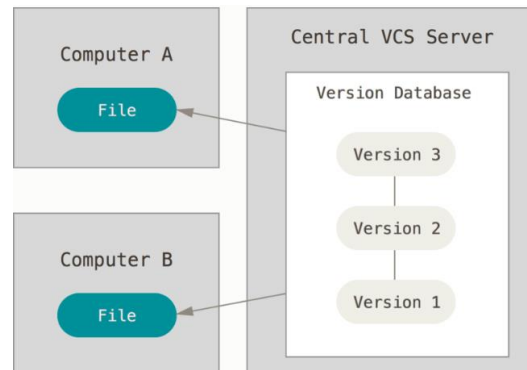 Computer A
File
Computer B
File
Central VCS Server
Version Database
Version 3
Version 2
Version 1